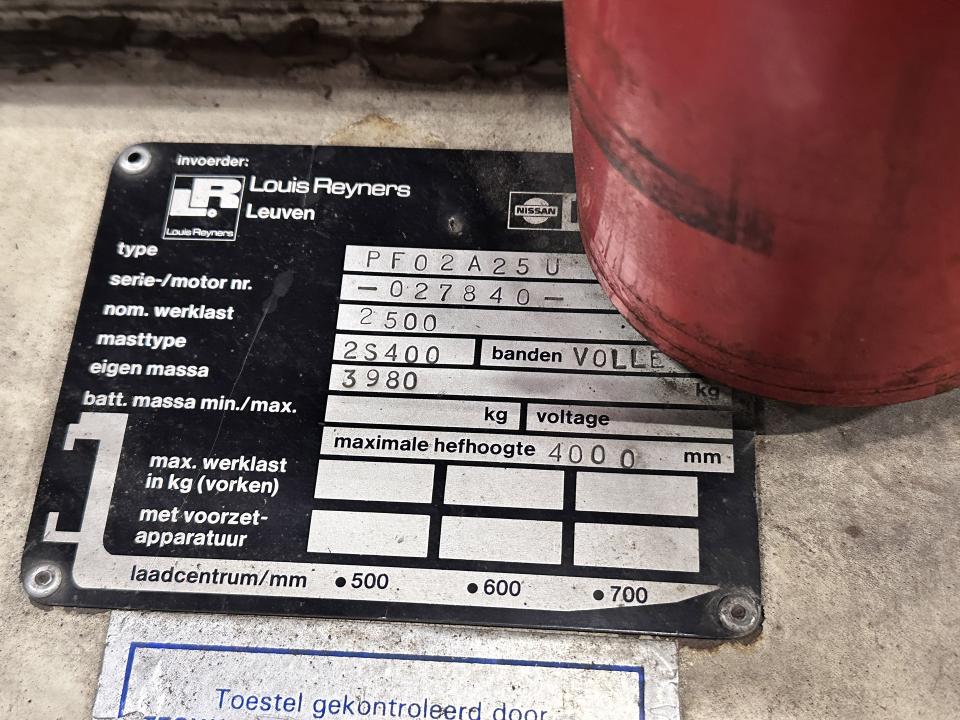 invoerder:
LR Louis Reyners
Leuven
Louis Reyners
NISSAN
type PF02A25U
serie-/motor nr. -027840-
nom. werklast 2500
masttype 2S400 banden VOLLE
eigen massa 3980 kg
batt. massa min./max. kg voltage
maximale hefhoogte 4000 mm
max. werklast
in kg (vorken)
met voorzet-
apparatuur
laadcentrum/mm •500 •600 •700
Toestel gekontroleerd door